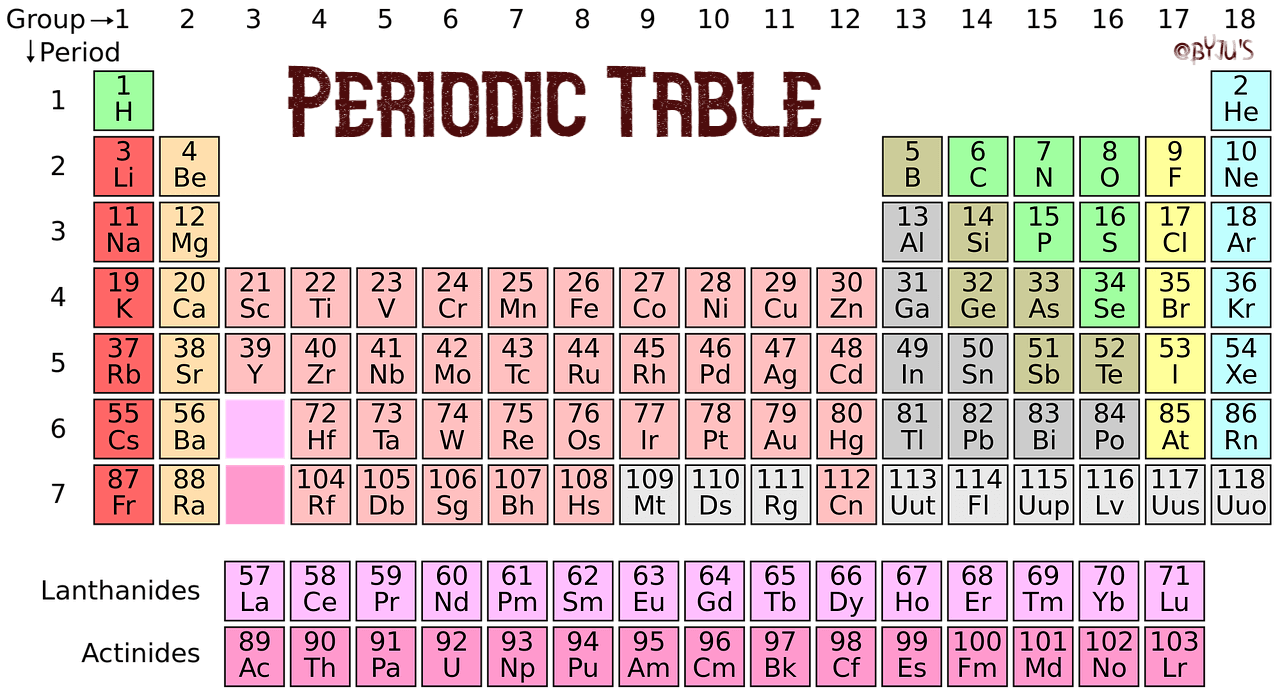 Group →1 2 3 4 5 6 7 8 9 10 11 12 13 14 15 16 17 18
↓Period
@BYJU'S
PERIODIC TABLE
1 1 2
H He
2 3 4 5 6 7 8 9 10
Li Be B C N O F Ne
3 11 12 13 14 15 16 17 18
Na Mg Al Si P S Cl Ar
4 19 20 21 22 23 24 25 26 27 28 29 30 31 32 33 34 35 36
K Ca Sc Ti V Cr Mn Fe Co Ni Cu Zn Ga Ge As Se Br Kr
5 37 38 39 40 41 42 43 44 45 46 47 48 49 50 51 52 53 54
Rb Sr Y Zr Nb Mo Tc Ru Rh Pd Ag Cd In Sn Sb Te I Xe
6 55 56 72 73 74 75 76 77 78 79 80 81 82 83 84 85 86
Cs Ba Hf Ta W Re Os Ir Pt Au Hg Tl Pb Bi Po At Rn
7 87 88 104 105 106 107 108 109 110 111 112 113 114 115 116 117 118
Fr Ra Rf Db Sg Bh Hs Mt Ds Rg Cn Uut Fl Uup Lv Uus Uuo
Lanthanides 57 58 59 60 61 62 63 64 65 66 67 68 69 70 71
La Ce Pr Nd Pm Sm Eu Gd Tb Dy Ho Er Tm Yb Lu
Actinides 89 90 91 92 93 94 95 96 97 98 99 100 101 102 103
Ac Th Pa U Np Pu Am Cm Bk Cf Es Fm Md No Lr